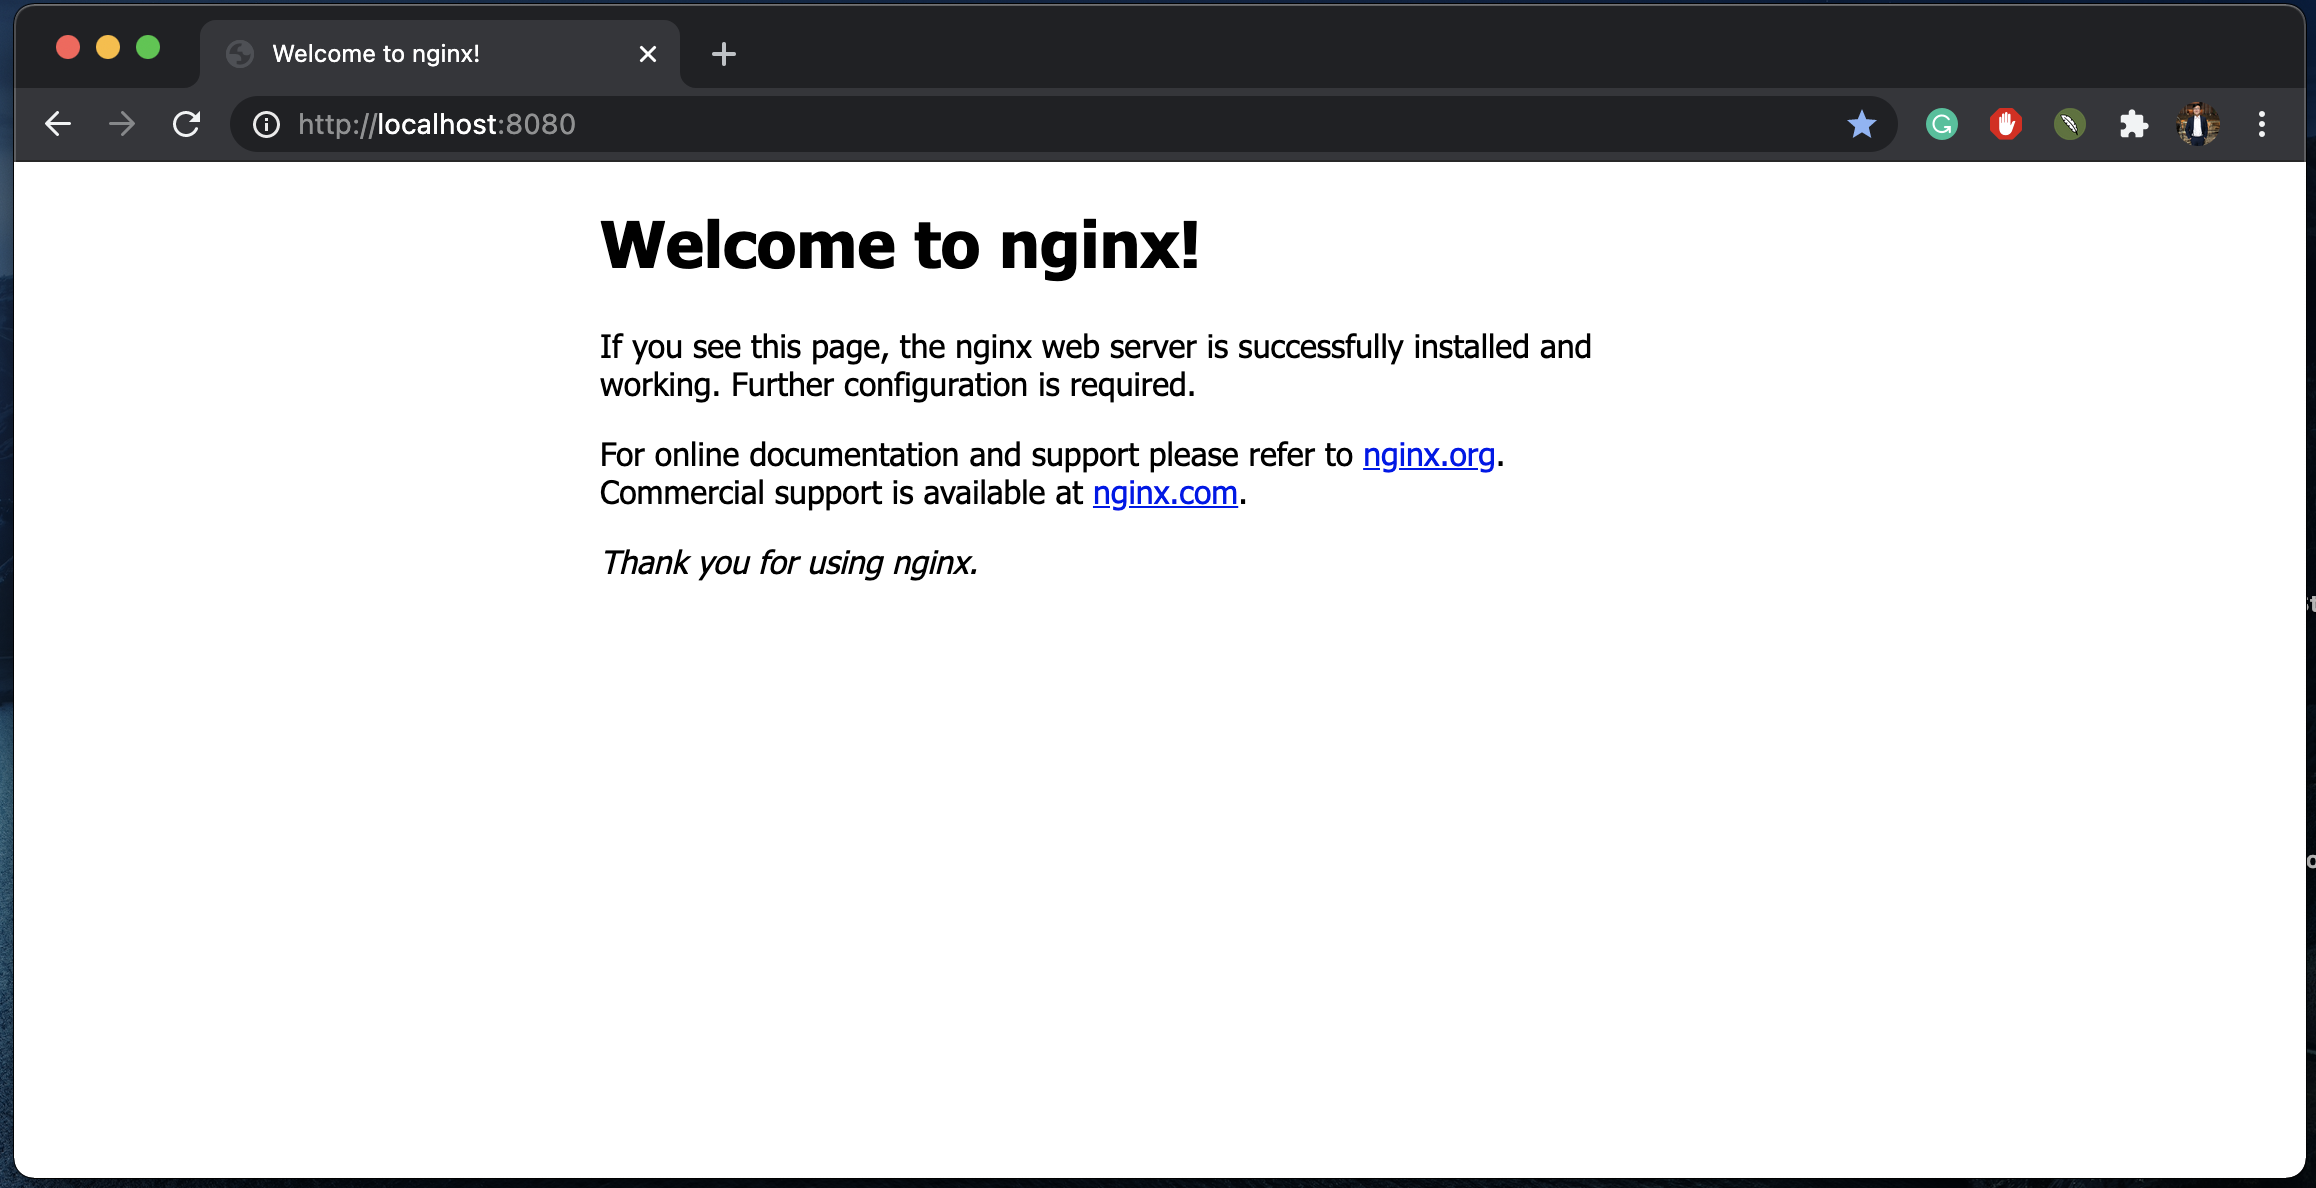 Welcome to nginx!
http://localhost:8080
Welcome to nginx!
If you see this page, the nginx web server is successfully installed and
working. Further configuration is required.
For online documentation and support please refer to nginx.org.
Commercial support is available at nginx.com.
Thank you for using nginx.